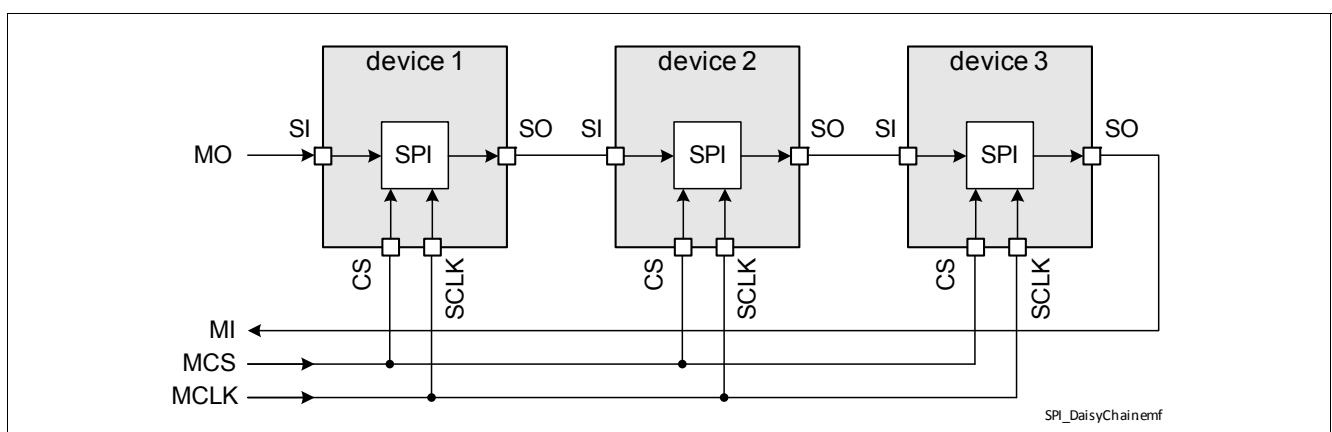 device 1
device 2
device 3
SI
SO
SI
SO
SI
SO
MO
SPI
SPI
SPI
CS
SCLK
CS
SCLK
CS
SCLK
MI
MCS
MCLK
SPI_DaisyChainemf